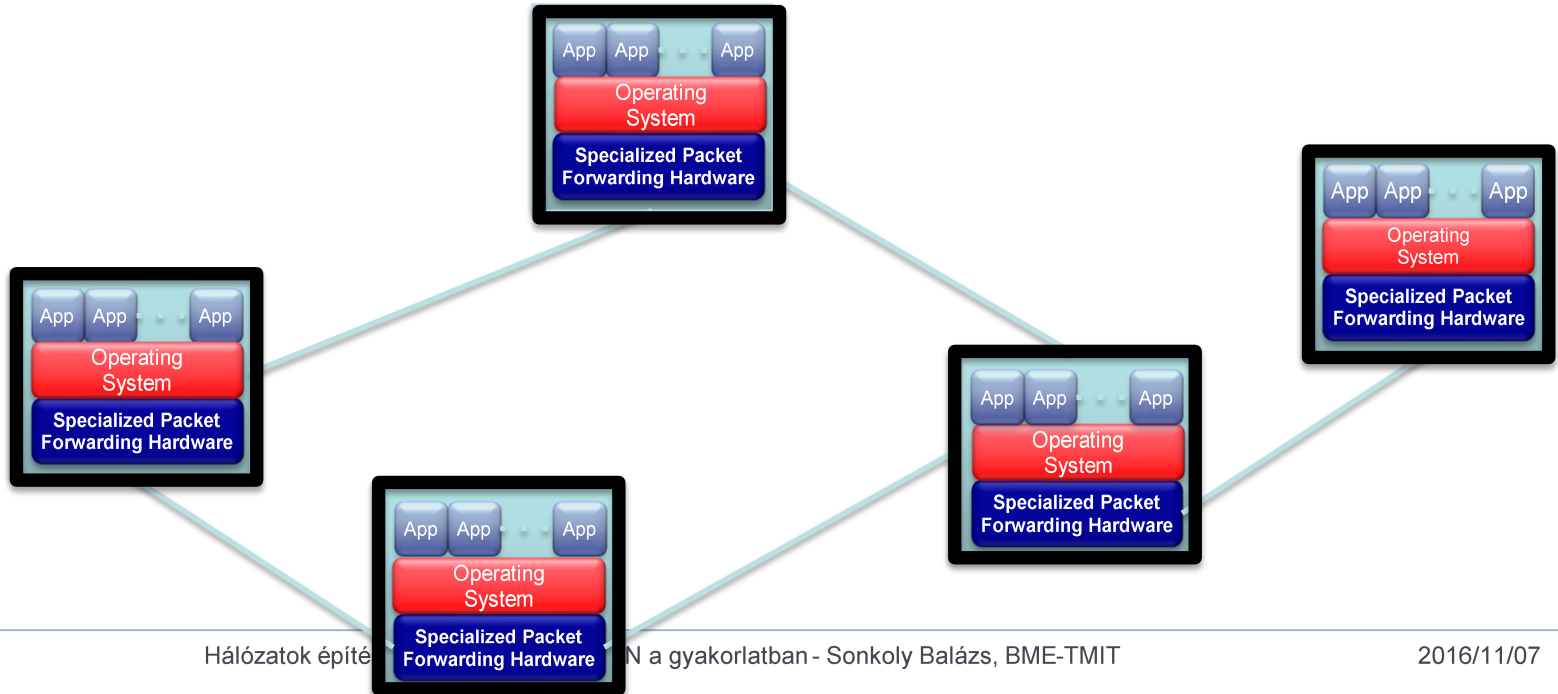 App App App
Operating
System
Specialized Packet
Forwarding Hardware
App App App
Operating
System
Specialized Packet
Forwarding Hardware
App App App
Operating
System
Specialized Packet
Forwarding Hardware
App App App
Operating
System
Specialized Packet
Forwarding Hardware
App App App
Operating
System
Specialized Packet
Forwarding Hardware
Hálózatok a gyakorlatban - Sonkoly Balázs, BME-TMIT 2016/11/07